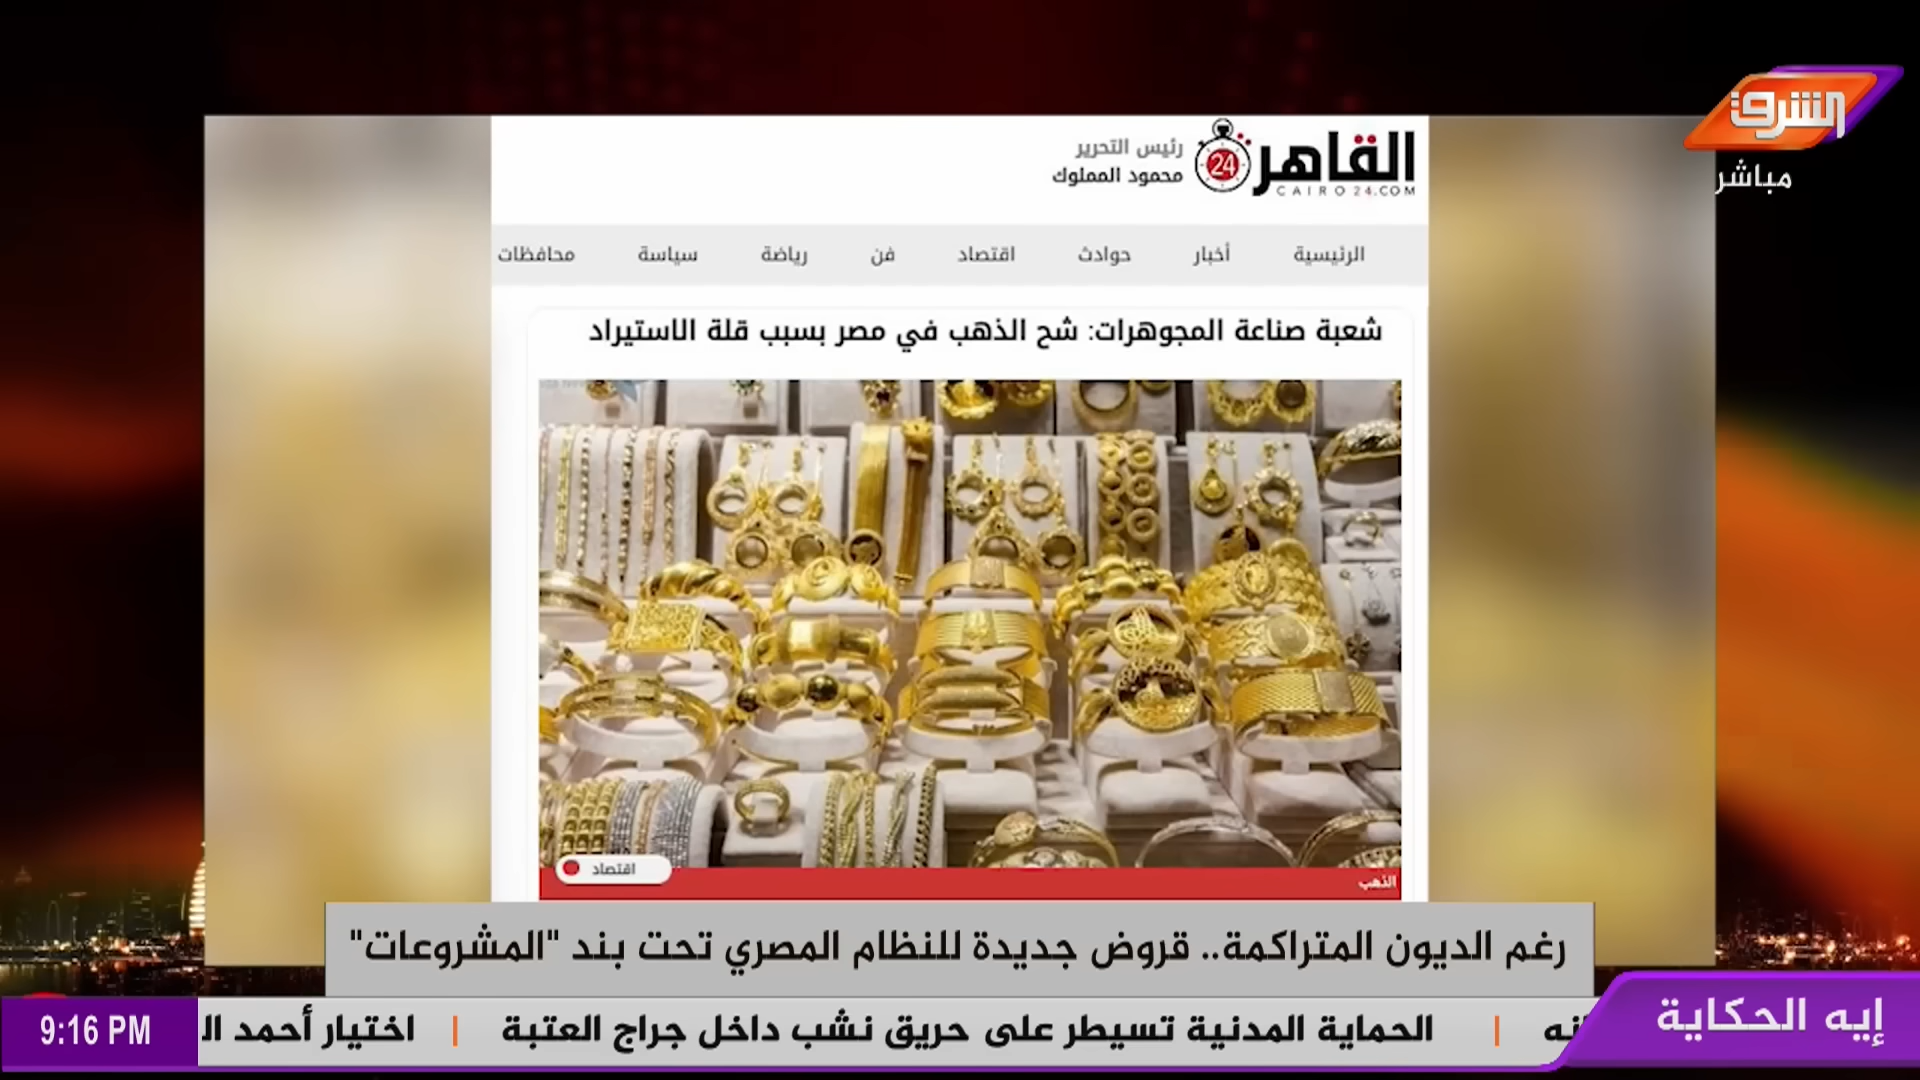 الشرق
مباشر
القاهرة 24
CAIRO24.COM
رئيس التحرير
محمود المملوك
الرئيسية أخبار حوادث اقتصاد فن رياضة سياسة محافظات
شعبة صناعة المجوهرات: شح الذهب في مصر بسبب قلة الاستيراد
اقتصاد
الذهب
رغم الديون المتراكمة.. قروض جديدة للنظام المصري تحت بند "المشروعات"
إيه الحكاية
الحماية المدنية تسيطر على حريق نشب داخل جراج العتبة | اختيار أحمد
9:16 PM